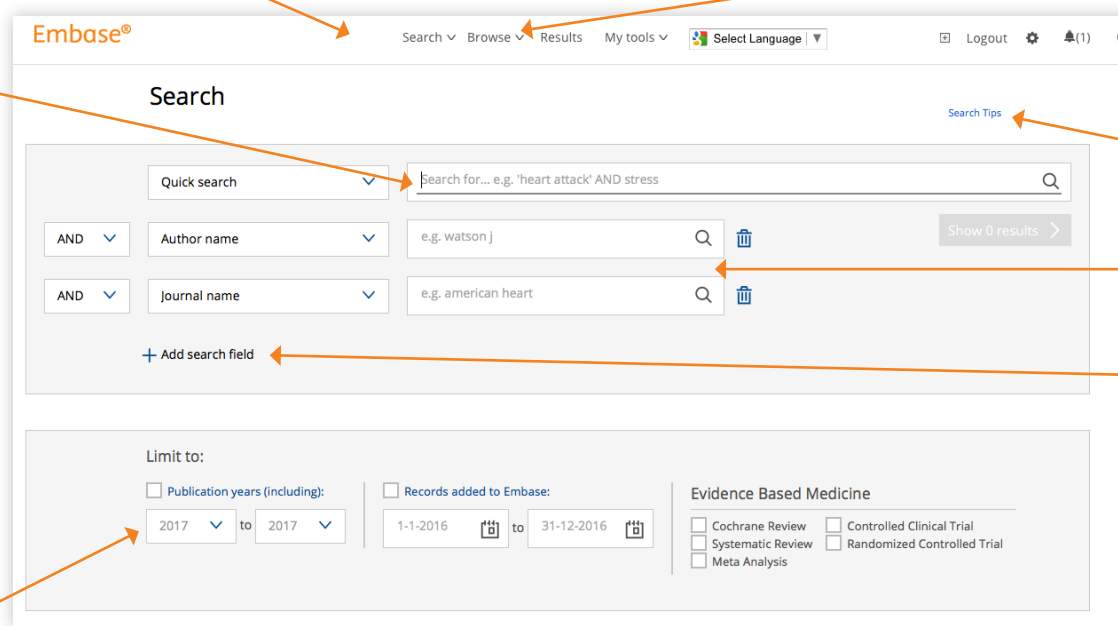 Embase®
Search Browse Results My tools Select Language ▼ Logout (1)
Search
Search Tips
Quick search Search for... e.g. 'heart attack' AND stress
AND Author name e.g. watson j Show 0 results
AND Journal name e.g. american heart
+ Add search field
Limit to:
Publication years (including): Records added to Embase: Evidence Based Medicine
2017 to 2017 1-1-2016 to 31-12-2016
Cochrane Review Controlled Clinical Trial
Systematic Review Randomized Controlled Trial
Meta Analysis